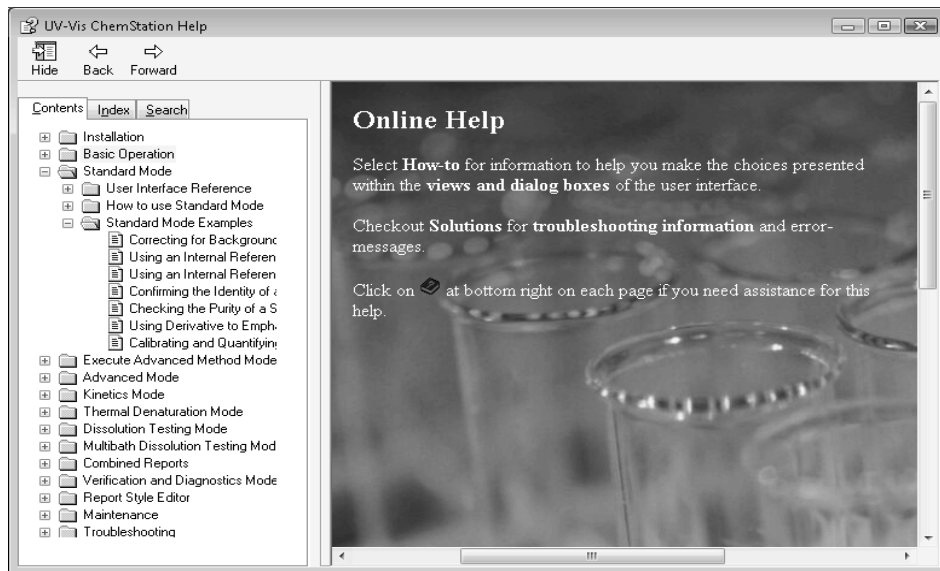 UV-Vis ChemStation Help
Hide Back Forward
Contents Index Search
Installation
Basic Operation
Standard Mode
User Interface Reference
How to use Standard Mode
Standard Mode Examples
Correcting for Background
Using an Internal Referen
Using an Internal Referen
Confirming the Identity of a
Checking the Purity of a S
Using Derivative to Emph
Calibrating and Quantifying
Execute Advanced Method Mode
Advanced Mode
Kinetics Mode
Thermal Denaturation Mode
Dissolution Testing Mode
Multibath Dissolution Testing Mod
Combined Reports
Verification and Diagnostics Mode
Report Style Editor
Maintenance
Troubleshooting
Online Help
Select How-to for information to help you make the choices presented
within the views and dialog boxes of the user interface.
Checkout Solutions for troubleshooting information and error-
messages.
Click on at bottom right on each page if you need assistance for this
help.